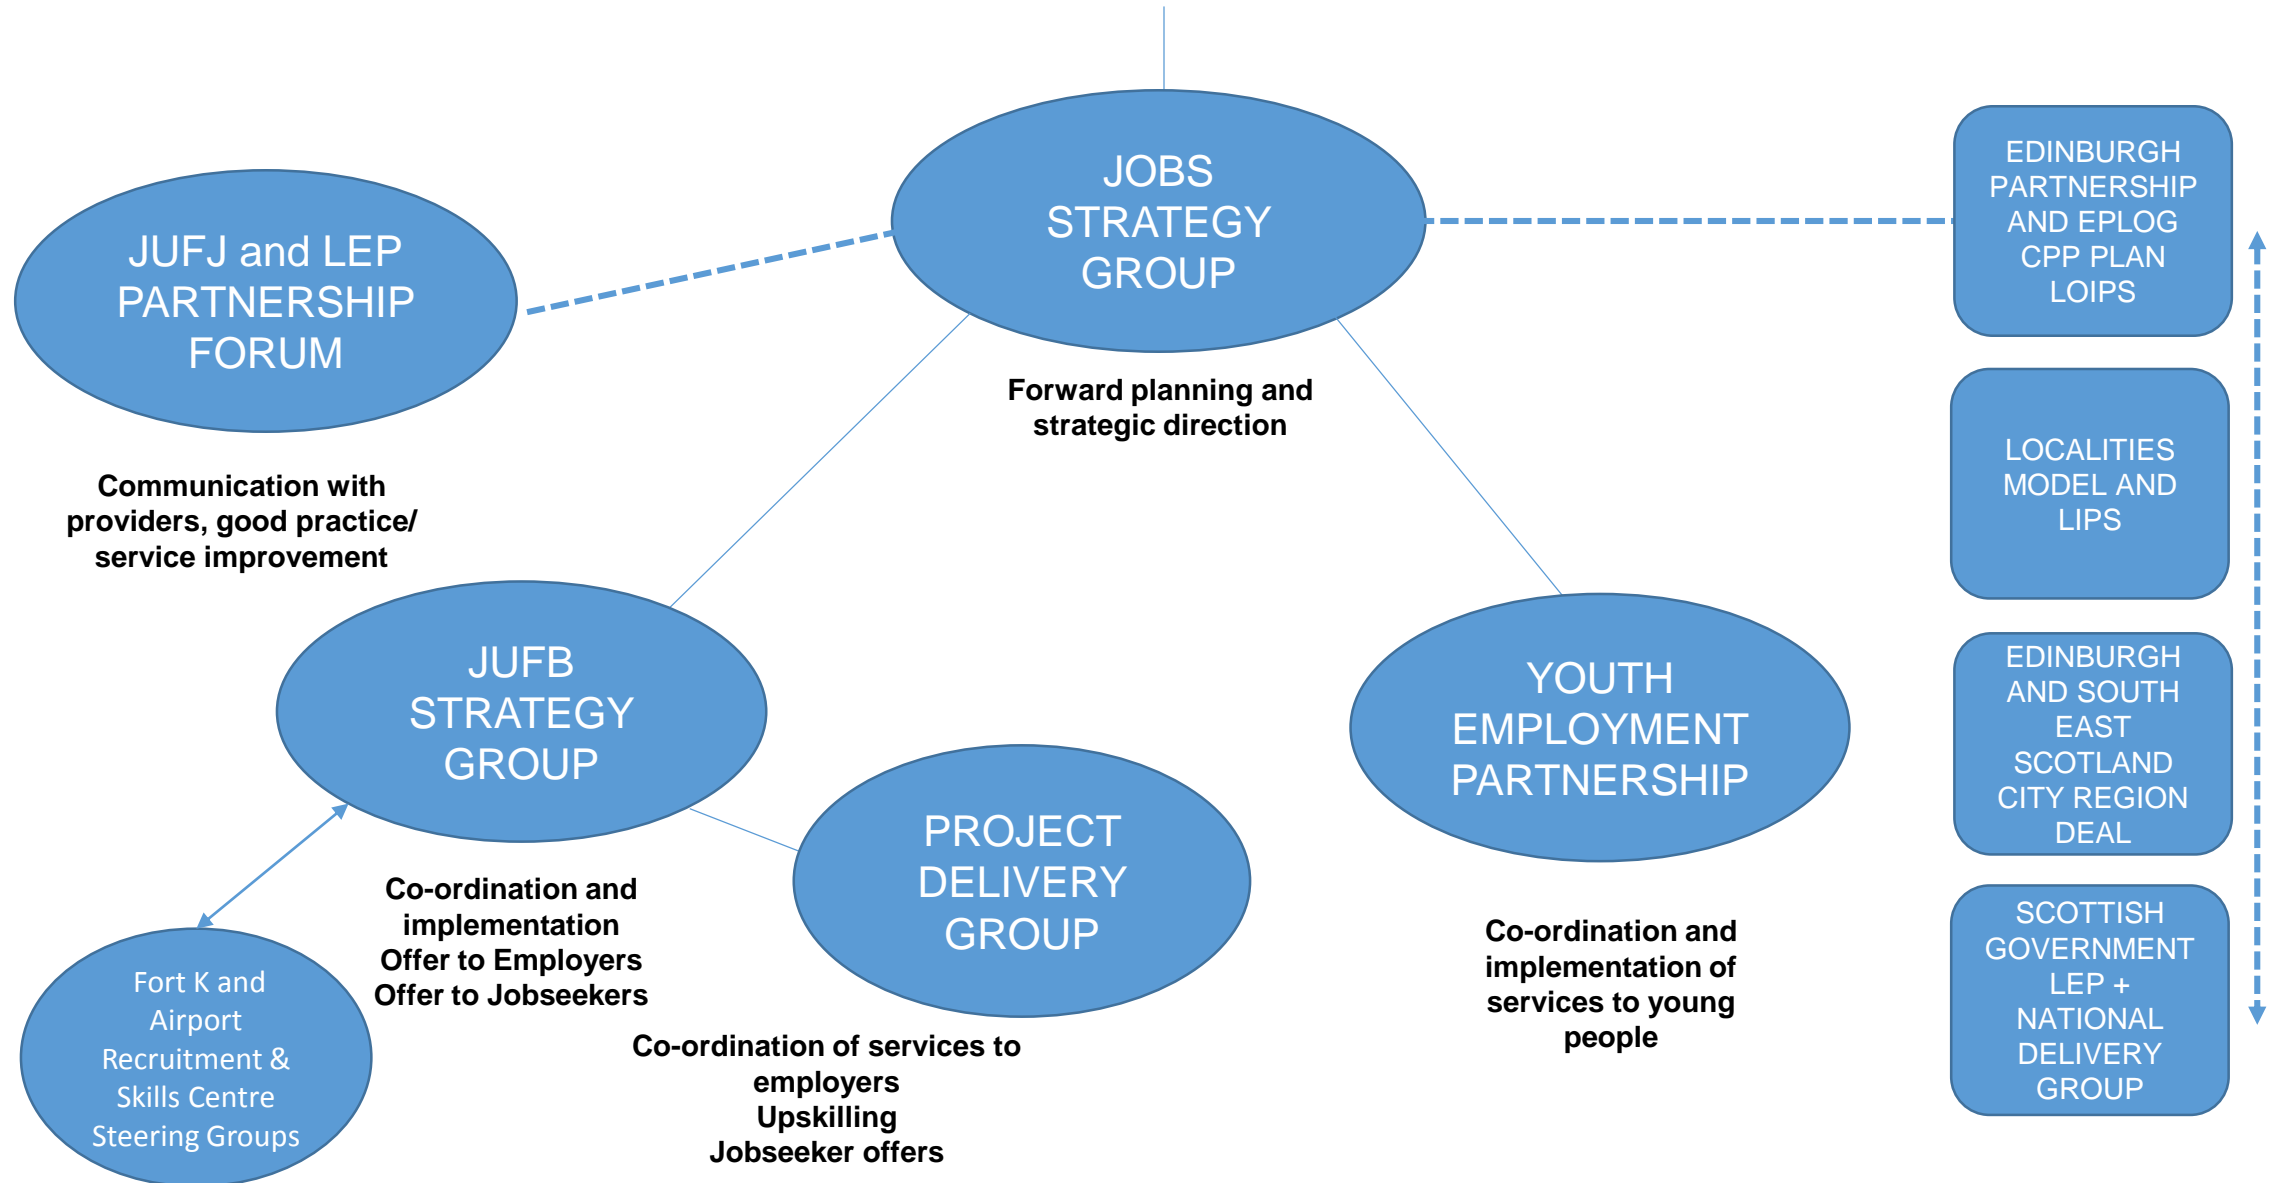 JOBS
STRATEGY
GROUP
Forward planning and
strategic direction
JUFJ and LEP
PARTNERSHIP
FORUM
Communication with
providers, good practice/
service improvement
JUFB
STRATEGY
GROUP
Co-ordination and
implementation
Offer to Employers
Offer to Jobseekers
Fort K and
Airport
Recruitment &
Skills Centre
Steering Groups
PROJECT
DELIVERY
GROUP
Co-ordination of services to
employers
Upskilling
Jobseeker offers
YOUTH
EMPLOYMENT
PARTNERSHIP
Co-ordination and
implementation of
services to young
people
EDINBURGH
PARTNERSHIP
AND EPLOG
CPP PLAN
LOIPS
LOCALITIES
MODEL AND
LIPS
EDINBURGH
AND SOUTH
EAST
SCOTLAND
CITY REGION
DEAL
SCOTTISH
GOVERNMENT
LEP +
NATIONAL
DELIVERY
GROUP